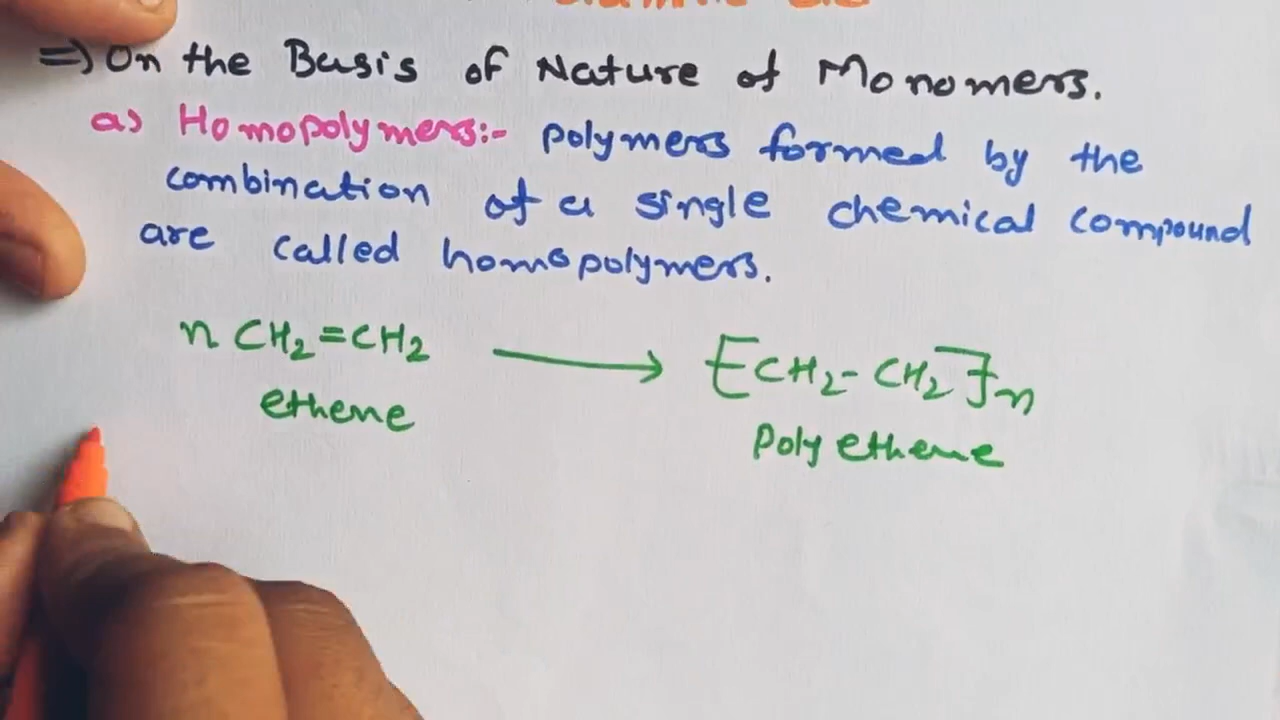 => On the Basis of Nature of Monomers.
a) Homopolymers:- polymers formed by the
combination of a single chemical compound
are called homopolymers.
n CH₂=CH₂ ⟶ [CH₂-CH₂]n
ethene Poly ethene